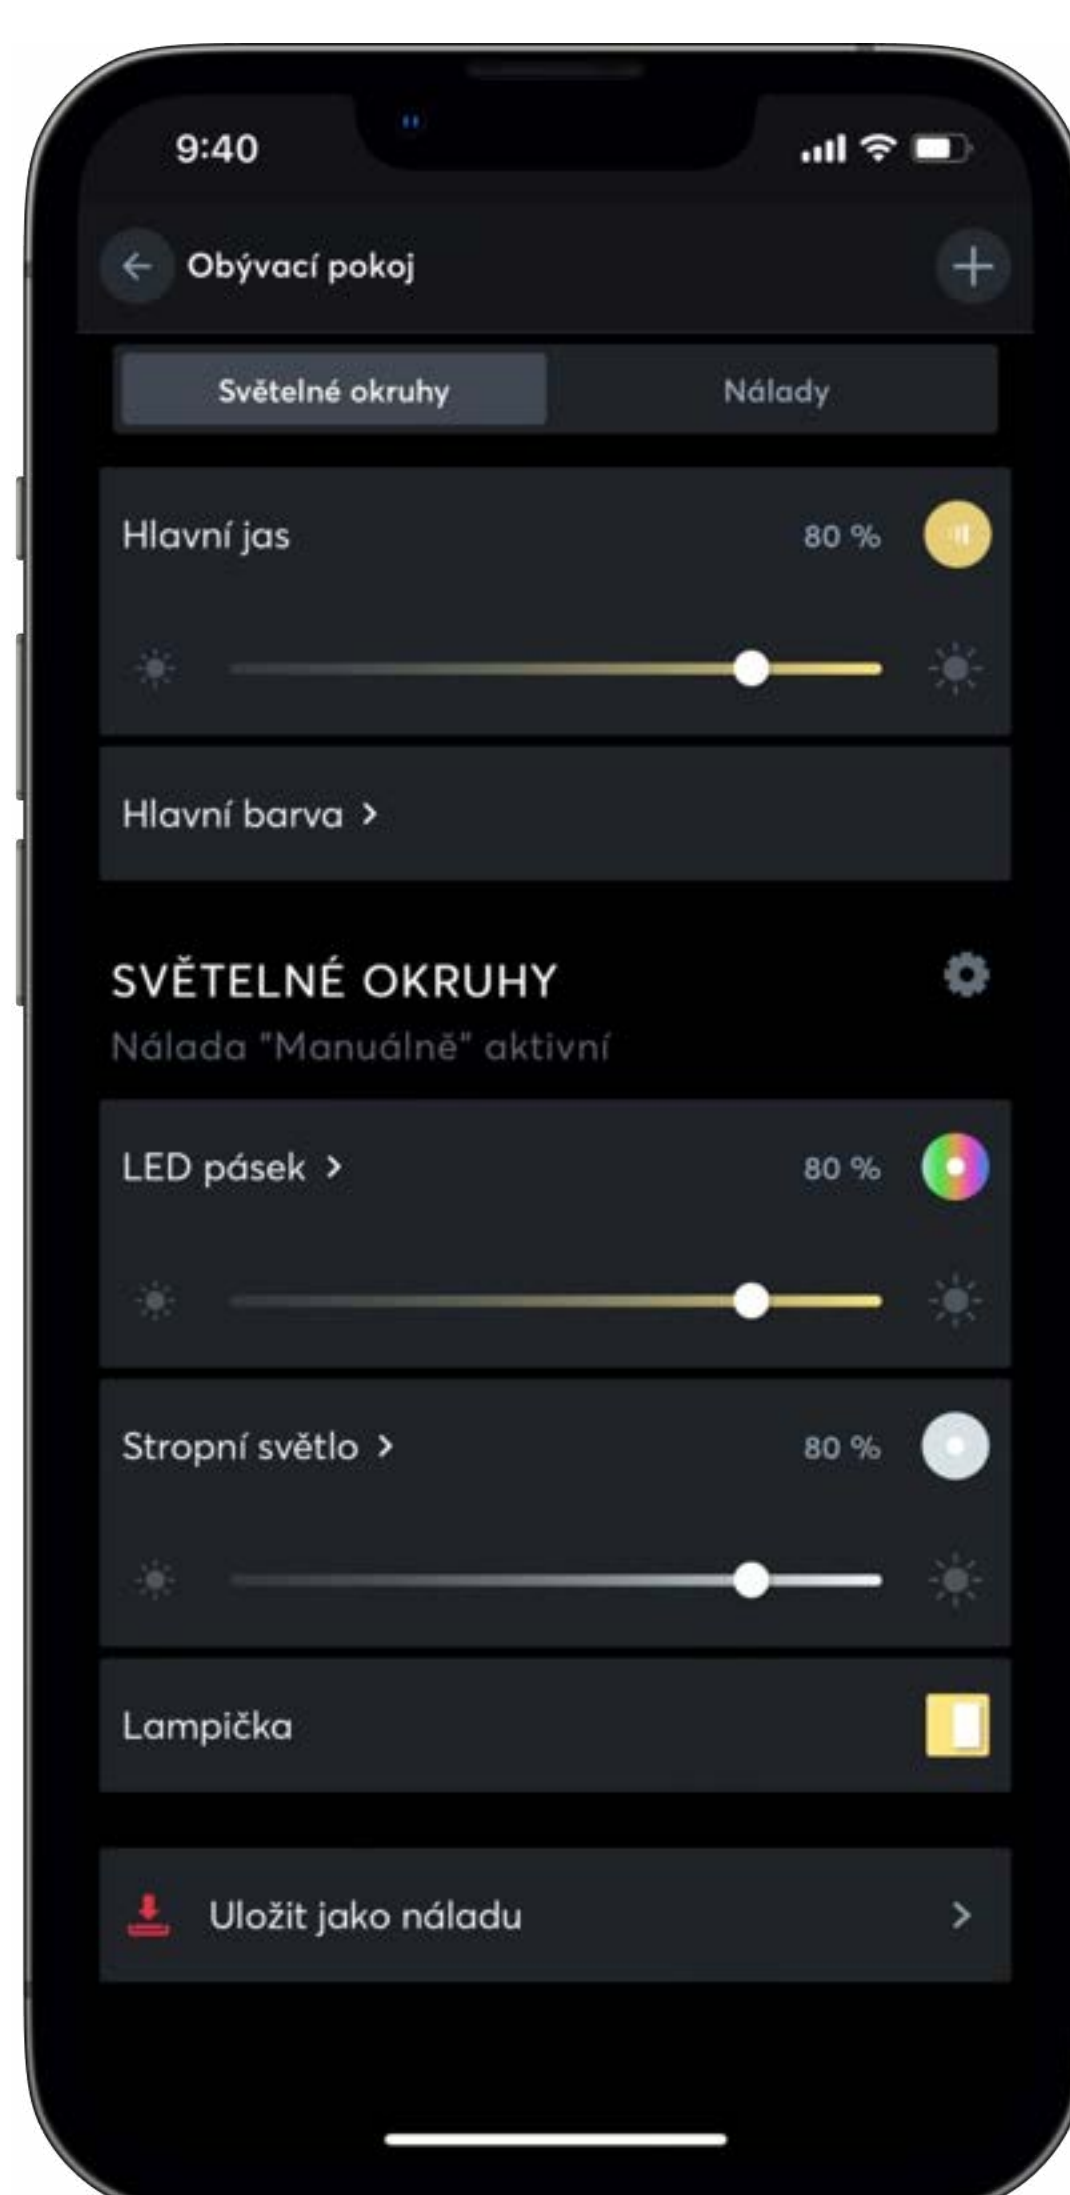 9:40
Obývací pokoj
Světelné okruhy
Nálady
Hlavní jas
80 %
Hlavní barva >
SVĚTELNÉ OKRUHY
Nálada "Manuálně" aktivní
LED pásek >
80 %
Stropní světlo >
80 %
Lampička
Uložit jako náladu